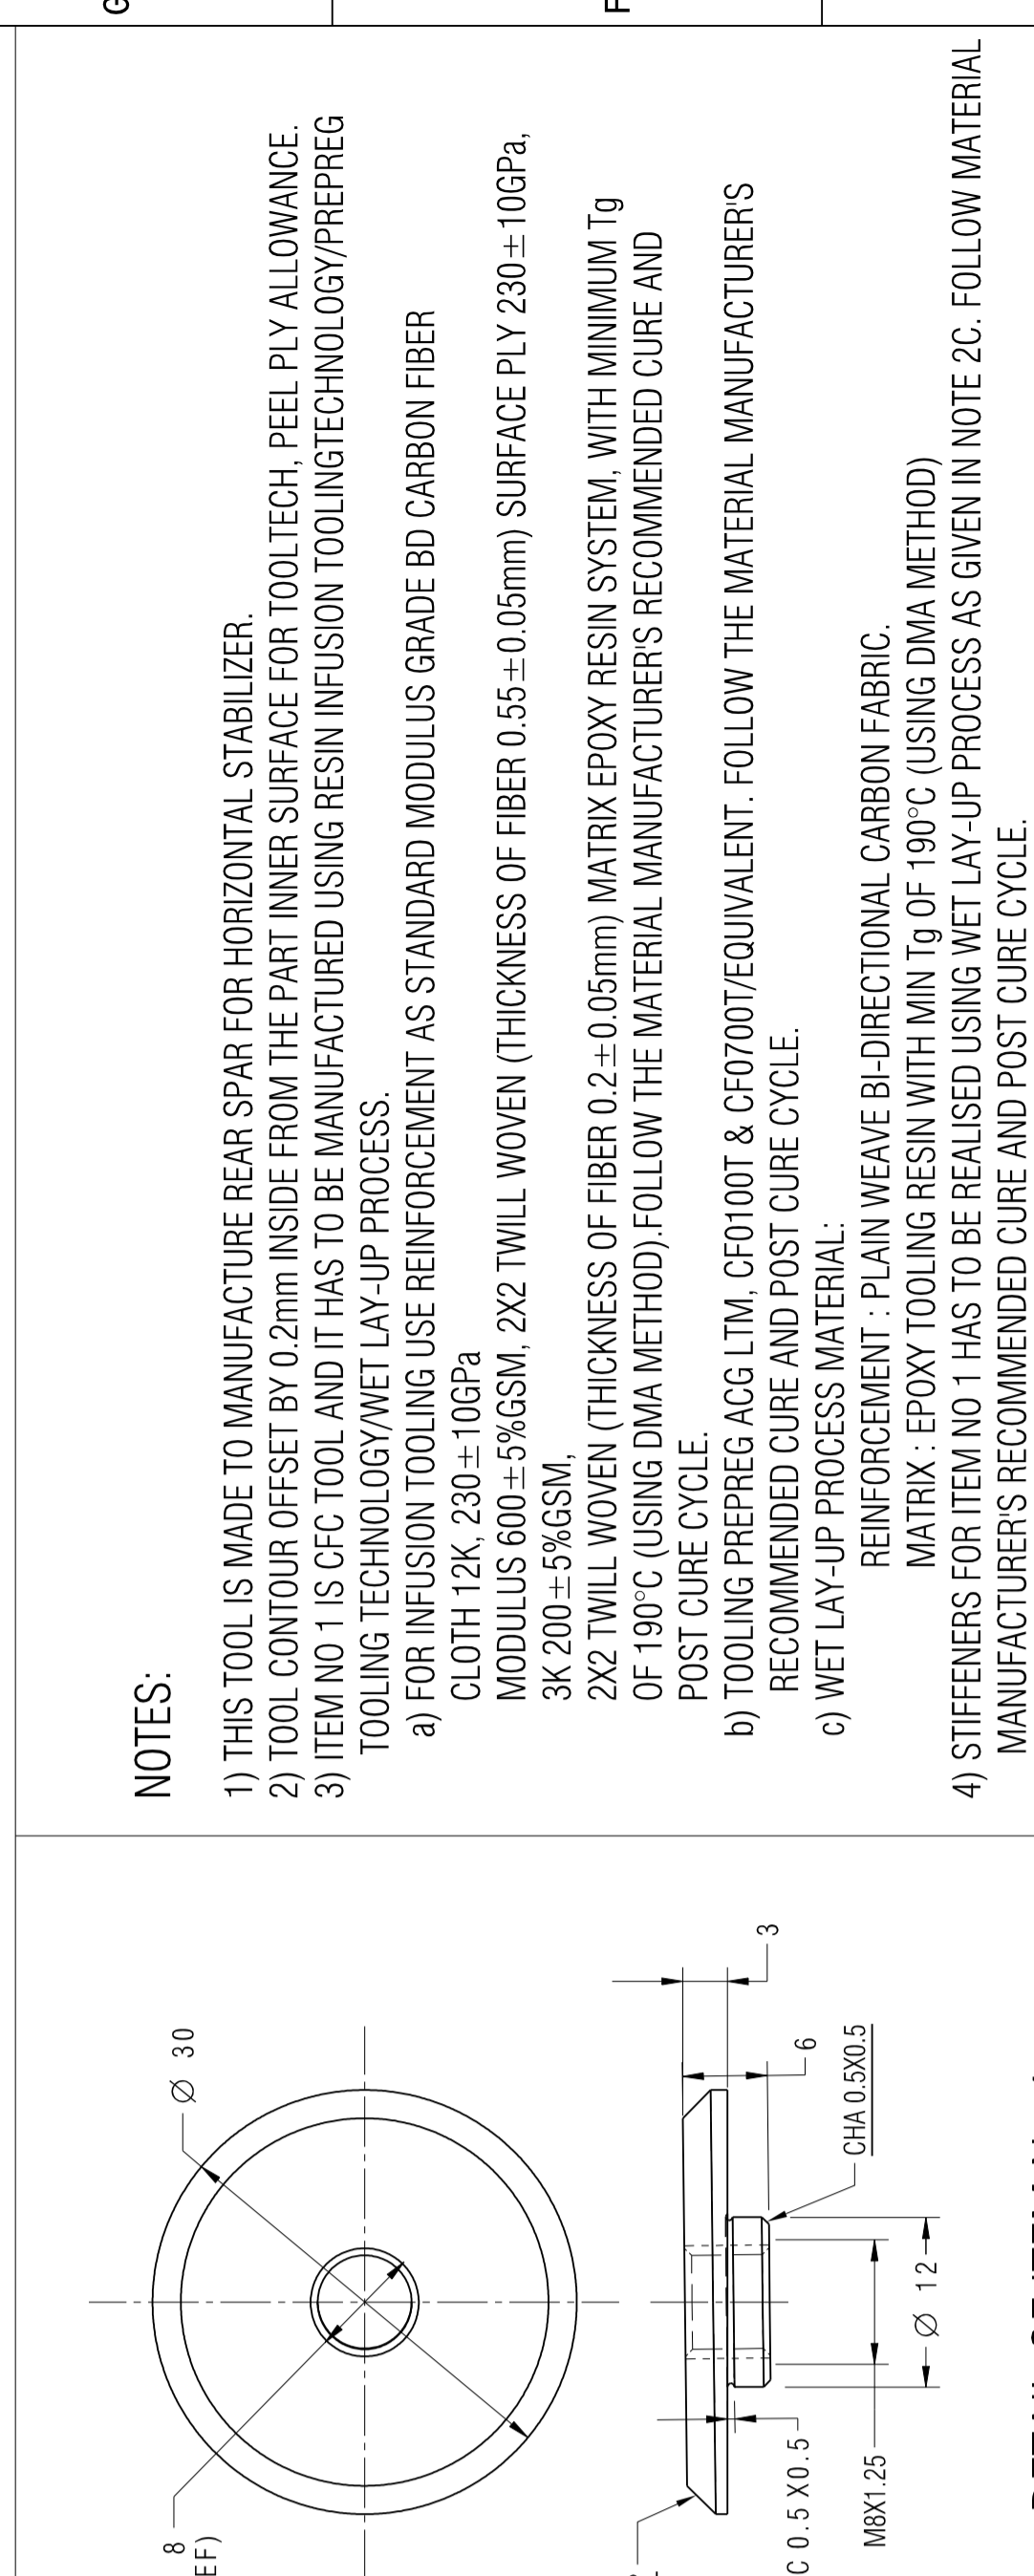 NOTES:
1) THIS TOOL IS MADE TO MANUFACTURE REAR SPAR FOR HORIZONTAL STABILIZER.
2) TOOL CONTOUR OFFSET BY 0.2mm INSIDE FROM THE PART INNER SURFACE FOR TOOLTECH, PEEL PLY ALLOWANCE.
3) ITEM NO 1 IS CFC TOOL AND IT HAS TO BE MANUFACTURED USING RESIN INFUSION TOOLINGTECHNOLOGY/PREPREG
TOOLING TECHNOLOGY/WET LAY-UP PROCESS.
a) FOR INFUSION TOOLING USE REINFORCEMENT AS STANDARD MODULUS GRADE BD CARBON FIBER
CLOTH 12K, 230±10GPa
MODULUS 600±5%GSM, 2X2 TWILL WOVEN (THICKNESS OF FIBER 0.55±0.05mm) SURFACE PLY 230±10GPa,
3K 200±5%GSM,
2X2 TWILL WOVEN (THICKNESS OF FIBER 0.2±0.05mm) MATRIX EPOXY RESIN SYSTEM, WITH MINIMUM Tg
OF 190°C (USING DMA METHOD).FOLLOW THE MATERIAL MANUFACTURER'S RECOMMENDED CURE AND
POST CURE CYCLE.
b) TOOLING PREPREG ACG LTM, CF0100T & CF0700T/EQUIVALENT. FOLLOW THE MATERIAL MANUFACTURER'S
RECOMMENDED CURE AND POST CURE CYCLE.
c) WET LAY-UP PROCESS MATERIAL:
REINFORCEMENT : PLAIN WEAVE BI-DIRECTIONAL CARBON FABRIC.
MATRIX : EPOXY TOOLING RESIN WITH MIN Tg OF 190°C (USING DMA METHOD)
4) STIFFENERS FOR ITEM NO 1 HAS TO BE REALISED USING WET LAY-UP PROCESS AS GIVEN IN NOTE 2C. FOLLOW MATERIAL
MANUFACTURER'S RECOMMENDED CURE AND POST CURE CYCLE.
Ø 30
8
3
6
CHA 0.5X0.5
Ø 12
C 0.5 X0.5
M8X1.25